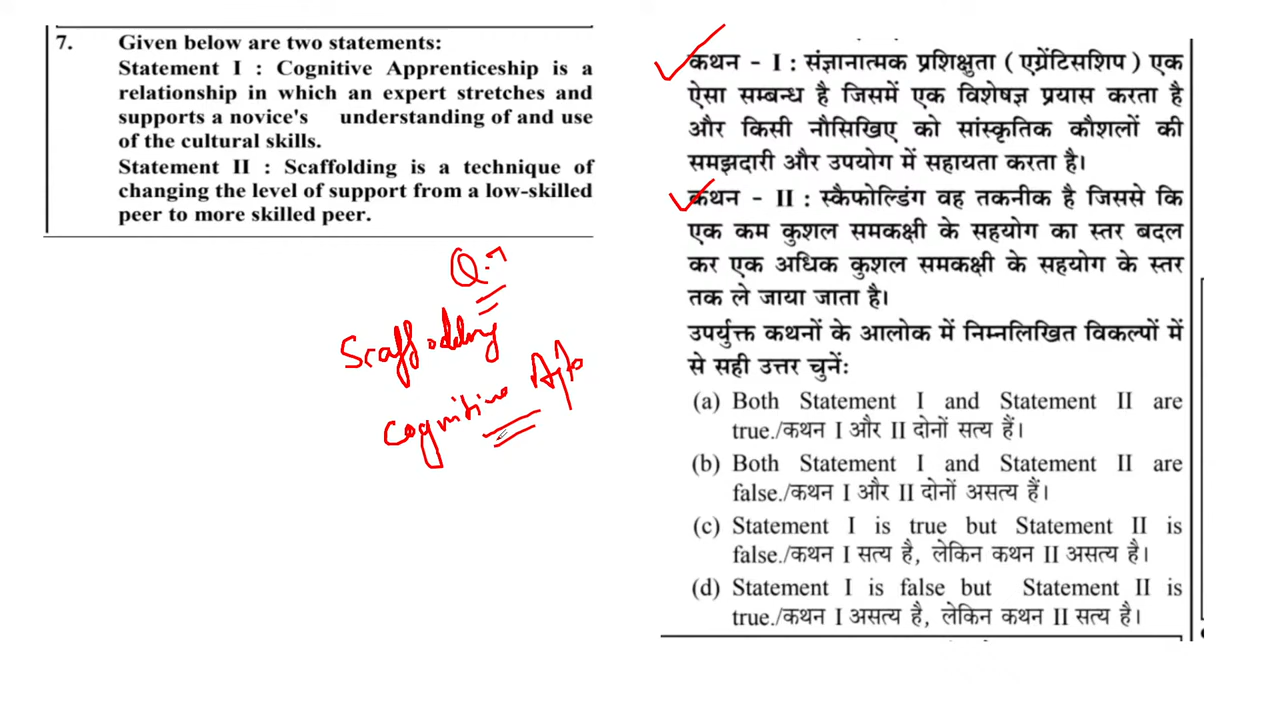 7. Given below are two statements:
Statement I : Cognitive Apprenticeship is a
relationship in which an expert stretches and
supports a novice's understanding of and use
of the cultural skills.
Statement II : Scaffolding is a technique of
changing the level of support from a low-skilled
peer to more skilled peer.
Q.7
Scaffolding
Cognitive
कथन - I : संज्ञानात्मक प्रशिक्षुता ( एप्रेंटिसशिप ) एक
ऐसा सम्बन्ध है जिसमें एक विशेषज्ञ प्रयास करता है
और किसी नौसिखिए को सांस्कृतिक कौशलों की
समझदारी और उपयोग में सहायता करता है।
कथन - II : स्कैफोल्डिंग वह तकनीक है जिससे कि
एक कम कुशल समकक्षी के सहयोग का स्तर बदल
कर एक अधिक कुशल समकक्षी के सहयोग के स्तर
तक ले जाया जाता है।
उपर्युक्त कथनों के आलोक में निम्नलिखित विकल्पों में
से सही उत्तर चुनेंः
(a) Both Statement I and Statement II are
true./कथन I और II दोनों सत्य हैं।
(b) Both Statement I and Statement II are
false./कथन I और II दोनों असत्य हैं।
(c) Statement I is true but Statement II is
false./कथन I सत्य है, लेकिन कथन II असत्य है।
(d) Statement I is false but Statement II is
true./कथन I असत्य है, लेकिन कथन II सत्य है।